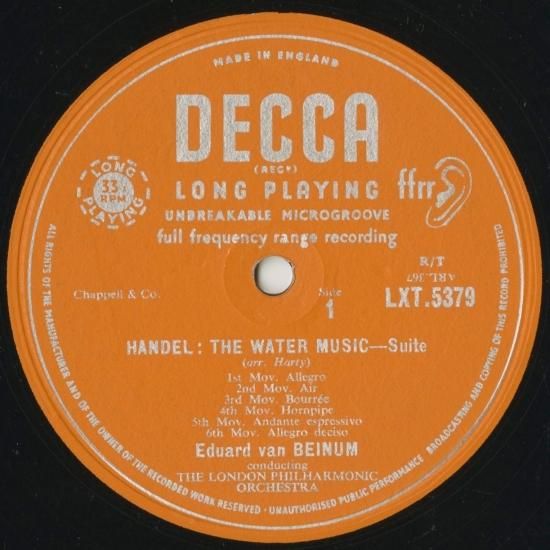 MADE IN ENGLAND
DECCA
(REGD)
LONG PLAYING
ffrr
UNBREAKABLE MICROGROOVE
full frequency range recording
LONG
33⅓
RPM
PLAYING
R/T
ARL.367
Chappell & Co.
Side
1
LXT.5379
HANDEL: THE WATER MUSIC—Suite
(arr. Harty)
1st Mov. Allegro
2nd Mov. Air
3rd Mov. Bourrée
4th Mov. Hornpipe
5th Mov. Andante espressivo
6th Mov. Allegro deciso
Eduard van BEINUM
conducting
THE LONDON PHILHARMONIC
ORCHESTRA
ALL RIGHTS OF THE MANUFACTURER AND OF THE OWNER OF THE RECORDED WORK RESERVED · UNAUTHORISED PUBLIC PERFORMANCE BROADCASTING AND COPYING OF THIS RECORD PROHIBITED